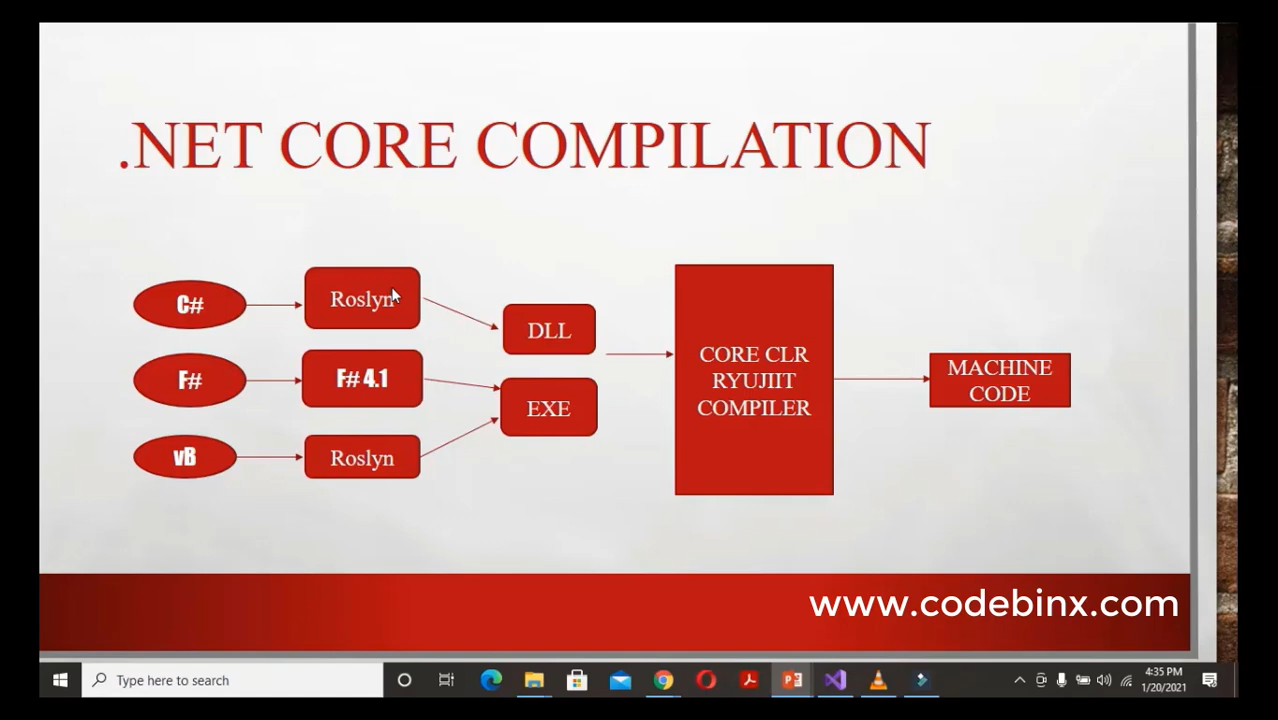 .NET CORE COMPILATION
C#
Roslyn
DLL
F#
F# 4.1
EXE
vB
Roslyn
CORE CLR
RYUJIIT
COMPILER
MACHINE
CODE
www.codebinx.com
Type here to search
4:35 PM
1/20/2021